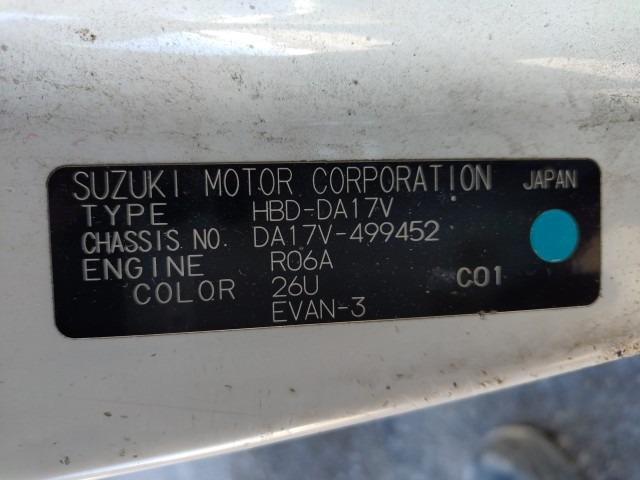 SUZUKI MOTOR CORPORATION JAPAN
TYPE HBD-DA17V
CHASSIS NO. DA17V-499452
ENGINE R06A
COLOR 26U C01
EVAN-3